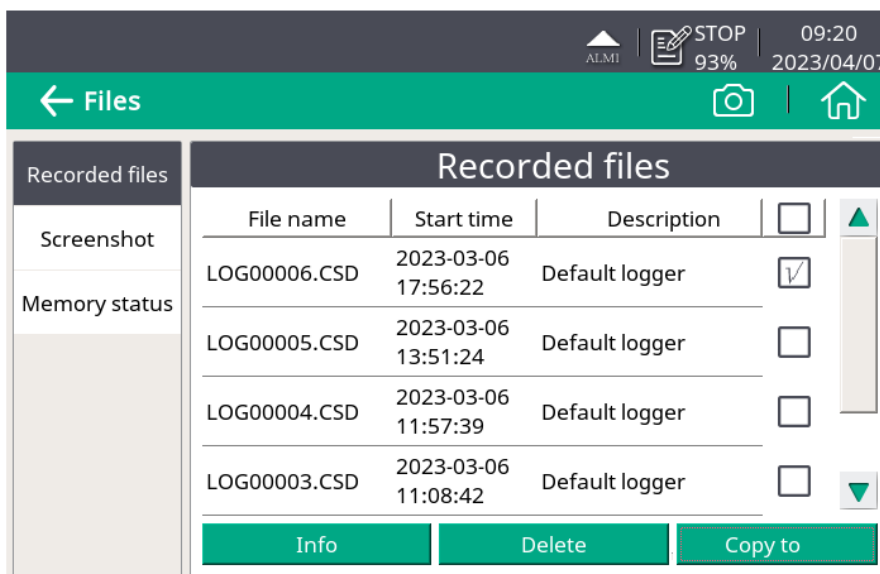 STOP 09:20
ALMI 93% 2023/04/07
Files
Recorded files
Screenshot
Memory status
Recorded files
File name Start time Description
LOG00006.CSD 2023-03-06 17:56:22 Default logger
LOG00005.CSD 2023-03-06 13:51:24 Default logger
LOG00004.CSD 2023-03-06 11:57:39 Default logger
LOG00003.CSD 2023-03-06 11:08:42 Default logger
Info Delete Copy to